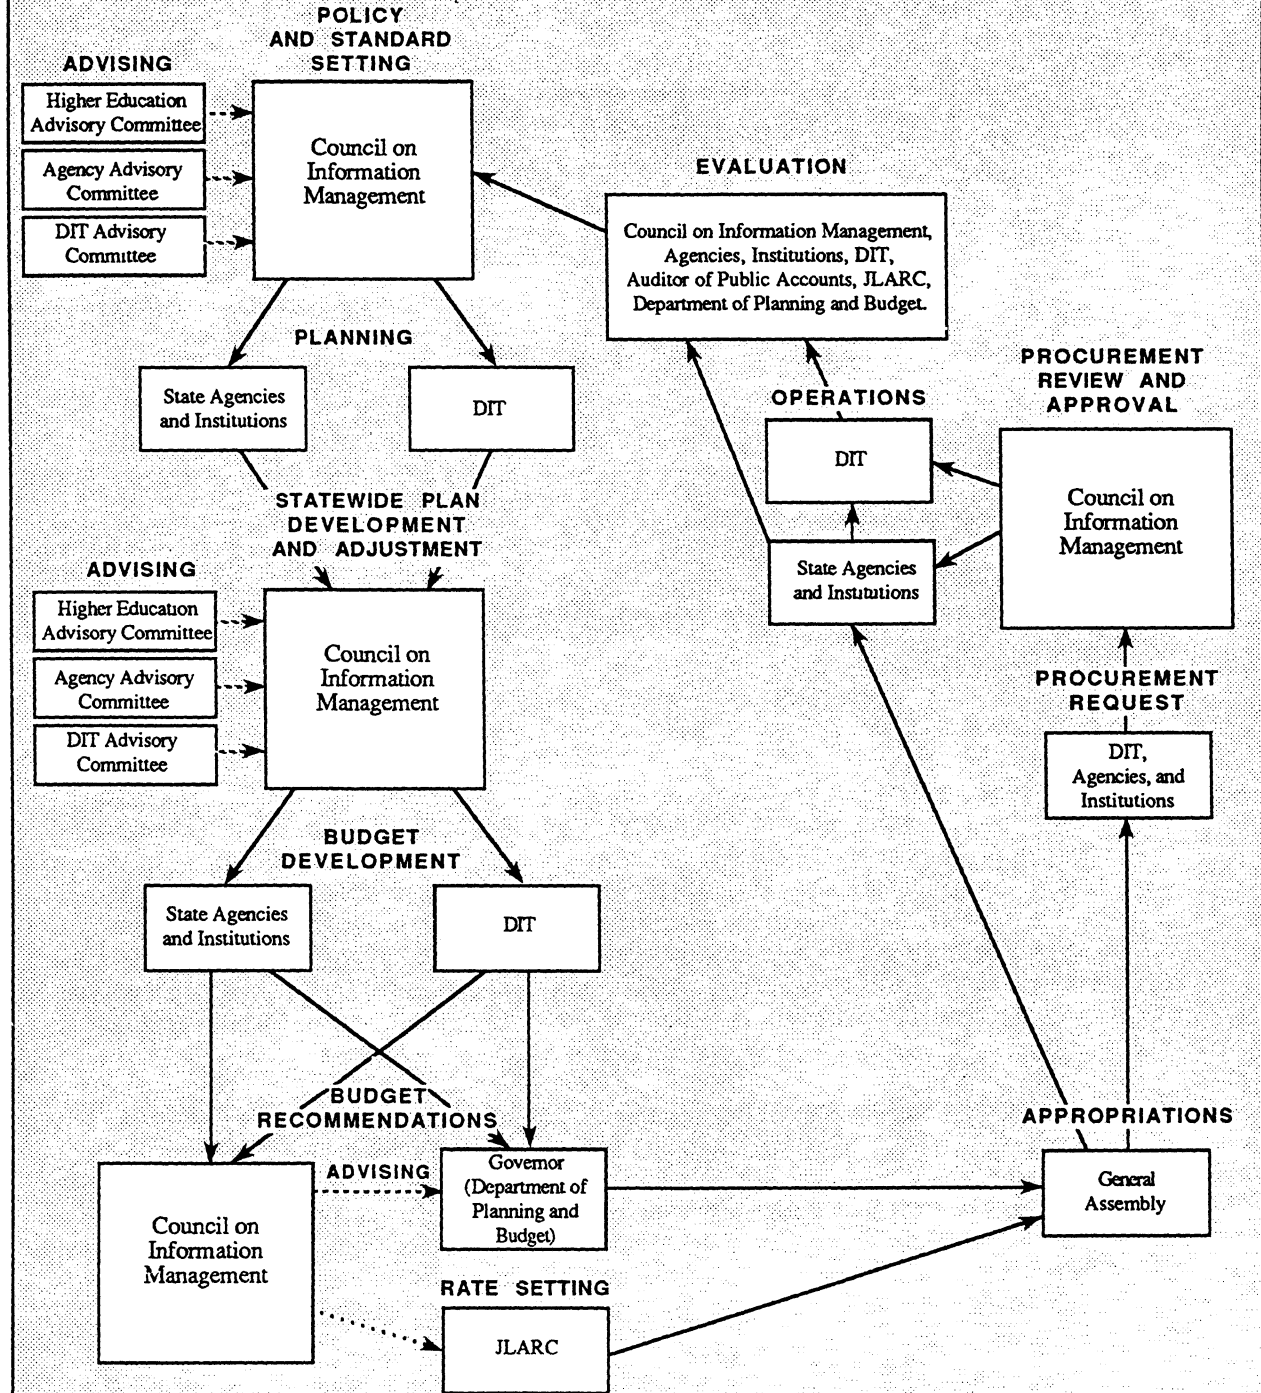 POLICY
AND STANDARD
SETTING
ADVISING
Higher Education
Advisory Committee
Agency Advisory
Committee
DIT Advisory
Committee
Council on
Information
Management
EVALUATION
Council on Information Management,
Agencies, Institutions, DIT,
Auditor of Public Accounts, JLARC,
Department of Planning and Budget.
PLANNING
State Agencies
and Institutions
DIT
OPERATIONS
DIT
State Agencies
and Institutions
PROCUREMENT
REVIEW AND
APPROVAL
Council on
Information
Management
STATEWIDE PLAN
DEVELOPMENT
AND ADJUSTMENT
ADVISING
Higher Education
Advisory Committee
Agency Advisory
Committee
DIT Advisory
Committee
Council on
Information
Management
PROCUREMENT
REQUEST
DIT,
Agencies, and
Institutions
BUDGET
DEVELOPMENT
State Agencies
and Institutions
DIT
BUDGET
RECOMMENDATIONS
APPROPRIATIONS
Council on
Information
Management
ADVISING
Governor
(Department of
Planning and
Budget)
General
Assembly
RATE SETTING
JLARC